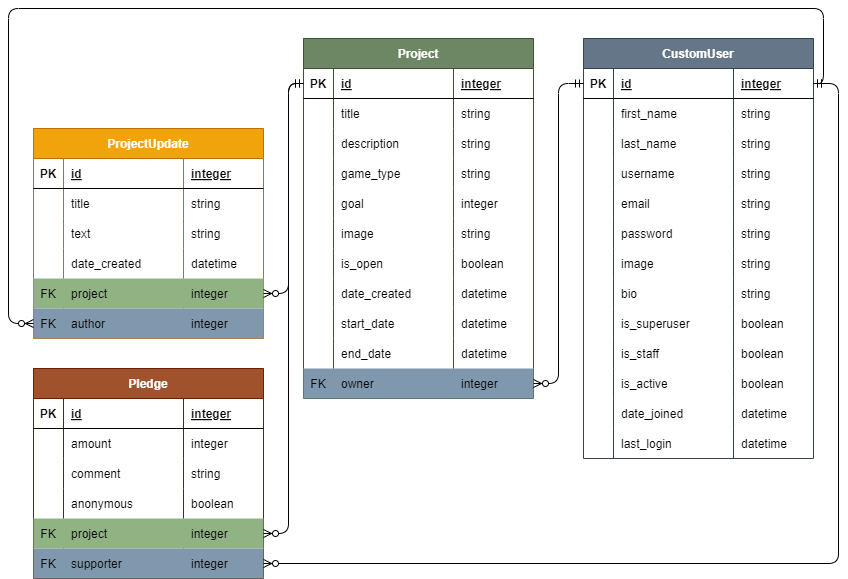 Project
PK id integer
title string
description string
game_type string
goal integer
image string
is_open boolean
date_created datetime
start_date datetime
end_date datetime
FK owner integer
CustomUser
PK id integer
first_name string
last_name string
username string
email string
password string
image string
bio string
is_superuser boolean
is_staff boolean
is_active boolean
date_joined datetime
last_login datetime
ProjectUpdate
PK id integer
title string
text string
date_created datetime
FK project integer
FK author integer
Pledge
PK id integer
amount integer
comment string
anonymous boolean
FK project integer
FK supporter integer